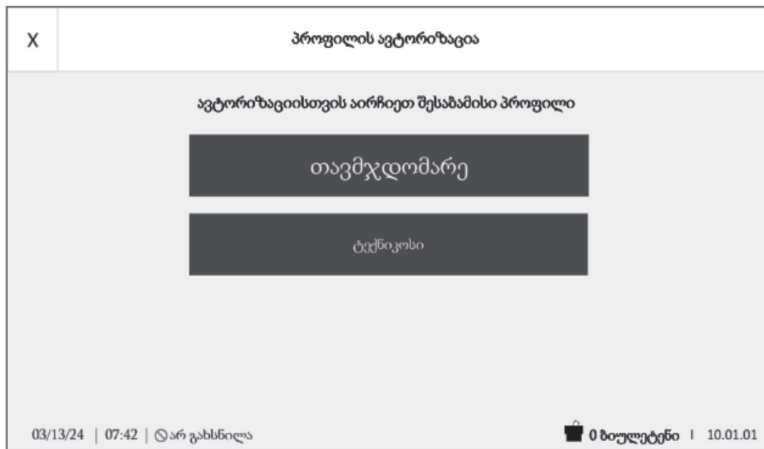 X პროფილის ავტორიზაცია
ავტორიზაციისთვის აირჩიეთ შესაბამისი პროფილი
თავმჯდომარე
ტექნიკოსი
03/13/24 | 07:42 | არ გახსნილა 0 ბიულეტენი | 10.01.01